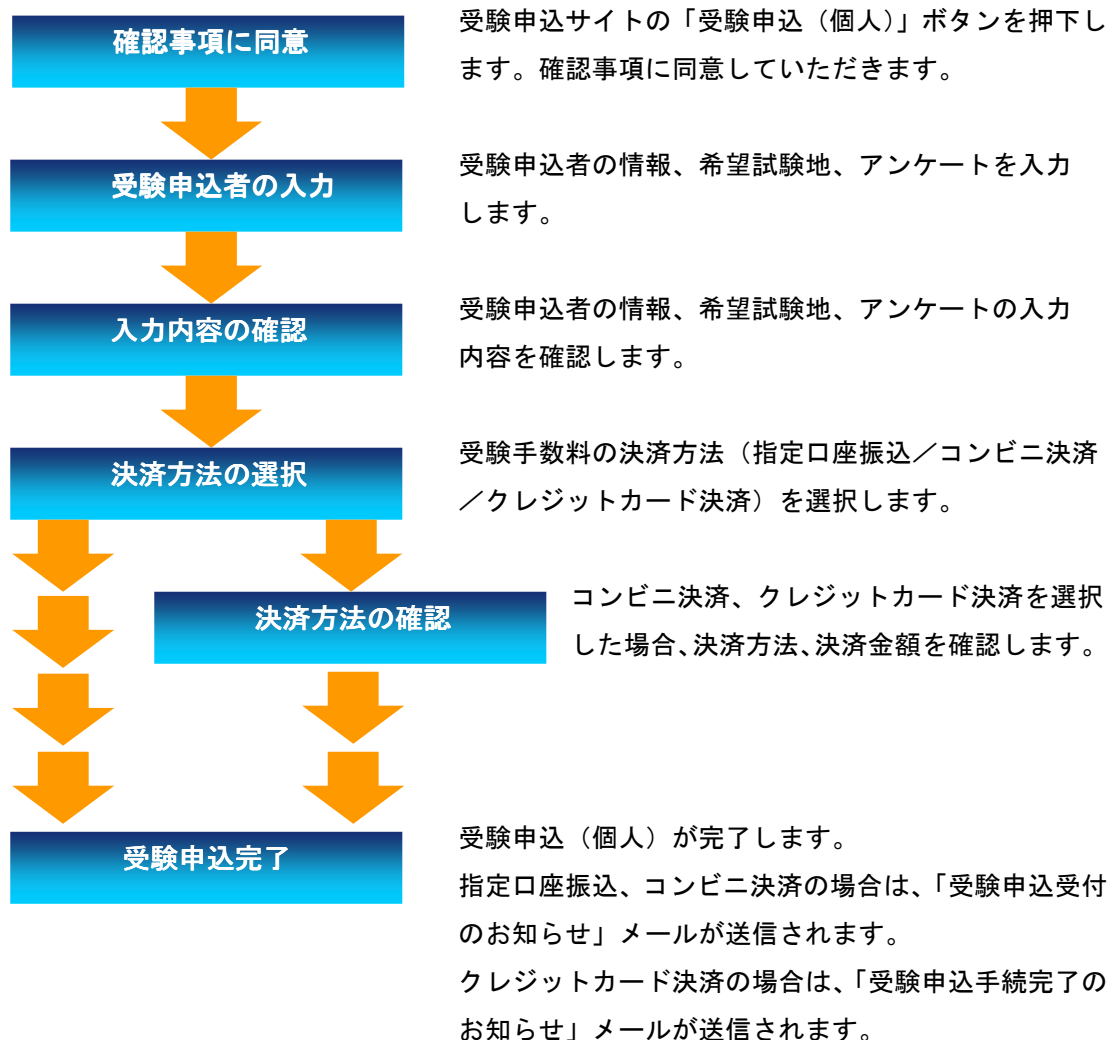 確認事項に同意
受験申込サイトの「受験申込（個人）」ボタンを押下し
ます。確認事項に同意していただきます。
受験申込者の入力
受験申込者の情報、希望試験地、アンケートを入力
します。
入力内容の確認
受験申込者の情報、希望試験地、アンケートの入力
内容を確認します。
決済方法の選択
受験手数料の決済方法（指定口座振込／コンビニ決済
／クレジットカード決済）を選択します。
決済方法の確認
コンビニ決済、クレジットカード決済を選択
した場合、決済方法、決済金額を確認します。
受験申込完了
受験申込（個人）が完了します。
指定口座振込、コンビニ決済の場合は、「受験申込受付
のお知らせ」メールが送信されます。
クレジットカード決済の場合は、「受験申込手続完了の
お知らせ」メールが送信されます。